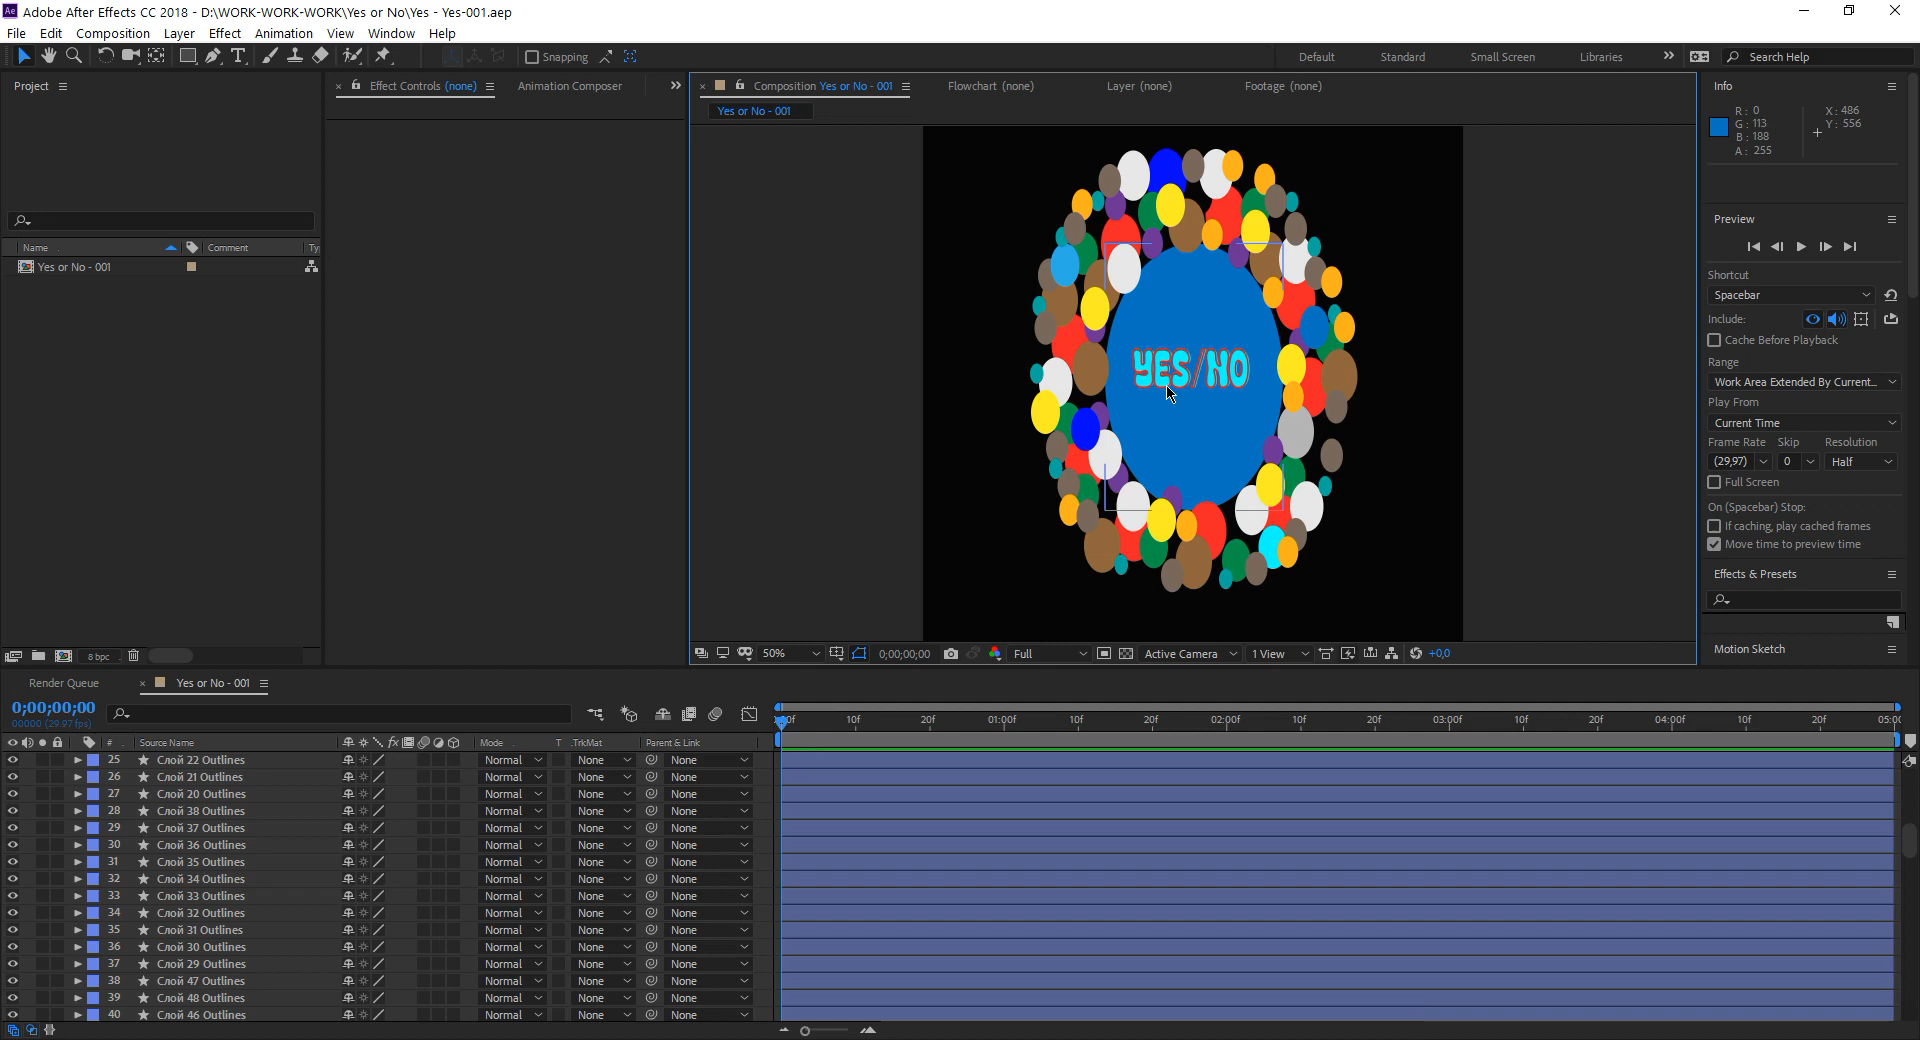 Adobe After Effects CC 2018 - D:\WORK-WORK-WORK\Yes or No\Yes - Yes-001.aep
File Edit Composition Layer Effect Animation View Window Help
Snapping Default Standard Small Screen Libraries Search Help
Project
Effect Controls (none) Animation Composer
Composition Yes or No - 001 Flowchart (none) Layer (none) Footage (none)
Yes or No - 001
Name Comment Ty
Yes or No - 001
8 bpc
YES/NO
50% 0;00;00;00 Full Active Camera 1 View +0,0
Info
R: 0 X: 486
G: 113 Y: 556
B: 188
A: 255
Preview
Shortcut
Spacebar
Include:
Cache Before Playback
Range
Work Area Extended By Current...
Play From
Current Time
Frame Rate Skip Resolution
(29,97) 0 Half
Full Screen
On (Spacebar) Stop:
If caching, play cached frames
Move time to preview time
Effects & Presets
Motion Sketch
Render Queue Yes or No - 001
0;00;00;00
00000 (29.97 fps)
00f 10f 20f 01:00f 10f 20f 02:00f 10f 20f 03:00f 10f 20f 04:00f 10f 20f 05:00
# Source Name fx Mode T .TrkMat Parent & Link
25 Слой 22 Outlines Normal None None
26 Слой 21 Outlines Normal None None
27 Слой 20 Outlines Normal None None
28 Слой 38 Outlines Normal None None
29 Слой 37 Outlines Normal None None
30 Слой 36 Outlines Normal None None
31 Слой 35 Outlines Normal None None
32 Слой 34 Outlines Normal None None
33 Слой 33 Outlines Normal None None
34 Слой 32 Outlines Normal None None
35 Слой 31 Outlines Normal None None
36 Слой 30 Outlines Normal None None
37 Слой 29 Outlines Normal None None
38 Слой 47 Outlines Normal None None
39 Слой 48 Outlines Normal None None
40 Слой 46 Outlines Normal None None